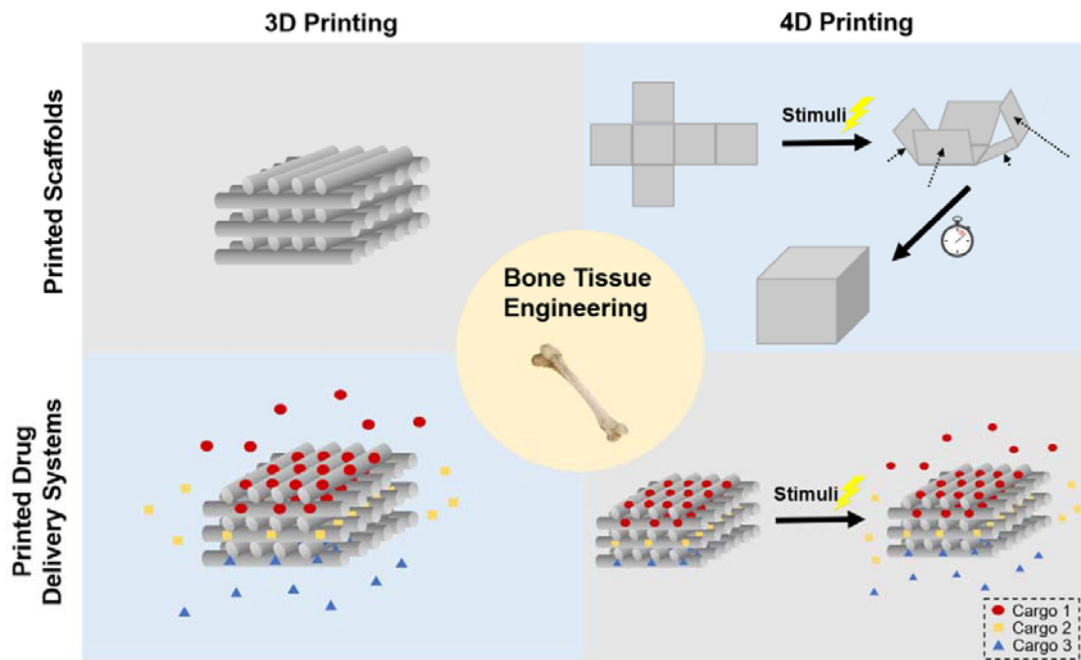 3D Printing
4D Printing
Printed Scaffolds
Stimuli
Bone Tissue
Engineering
Printed Drug
Delivery Systems
Stimuli
Cargo 1
Cargo 2
Cargo 3